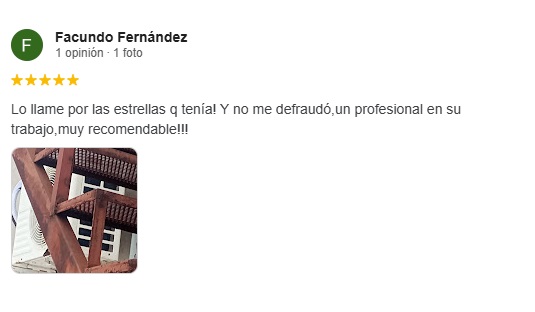 F
Facundo Fernández
1 opinión · 1 foto
Lo llame por las estrellas q tenía! Y no me defraudó,un profesional en su
trabajo,muy recomendable!!!